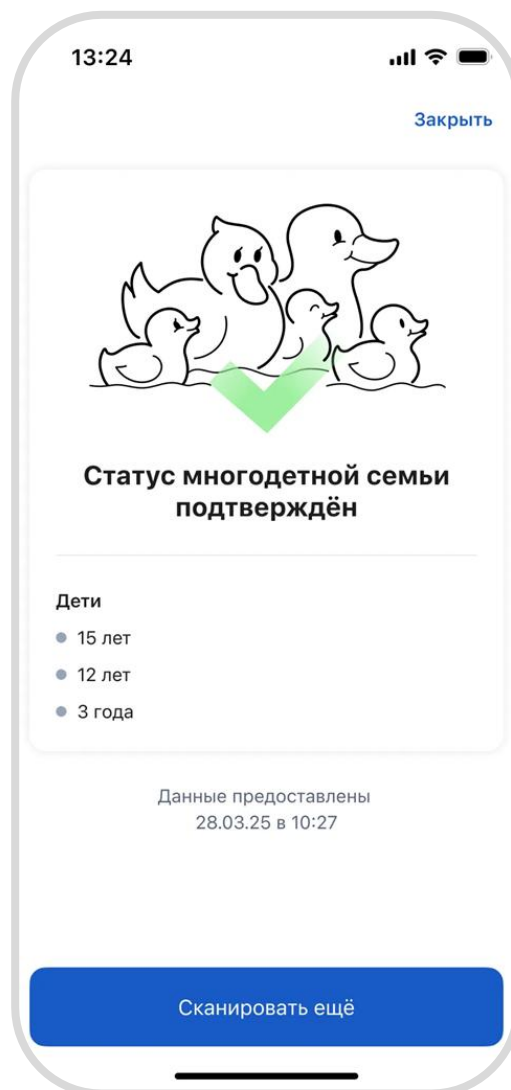 13:24
Закрыть
Статус многодетной семьи
подтверждён
Дети
15 лет
12 лет
3 года
Данные предоставлены
28.03.25 в 10:27
Сканировать ещё